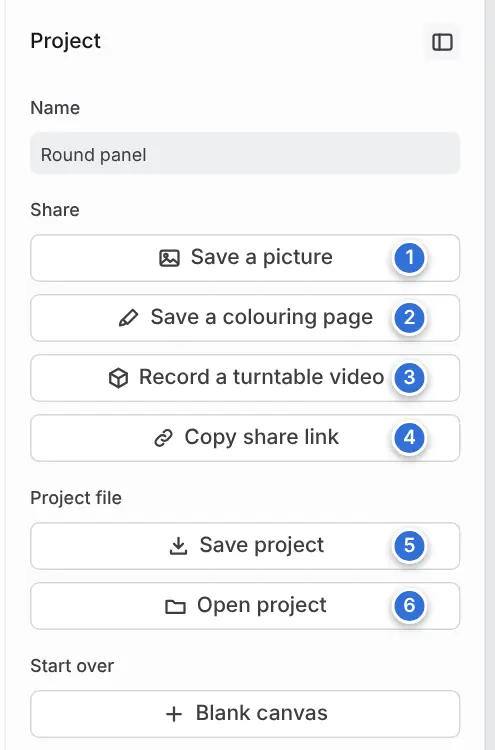 Project
Name
Round panel
Share
Save a picture 1
Save a colouring page 2
Record a turntable video 3
Copy share link 4
Project file
Save project 5
Open project 6
Start over
Blank canvas